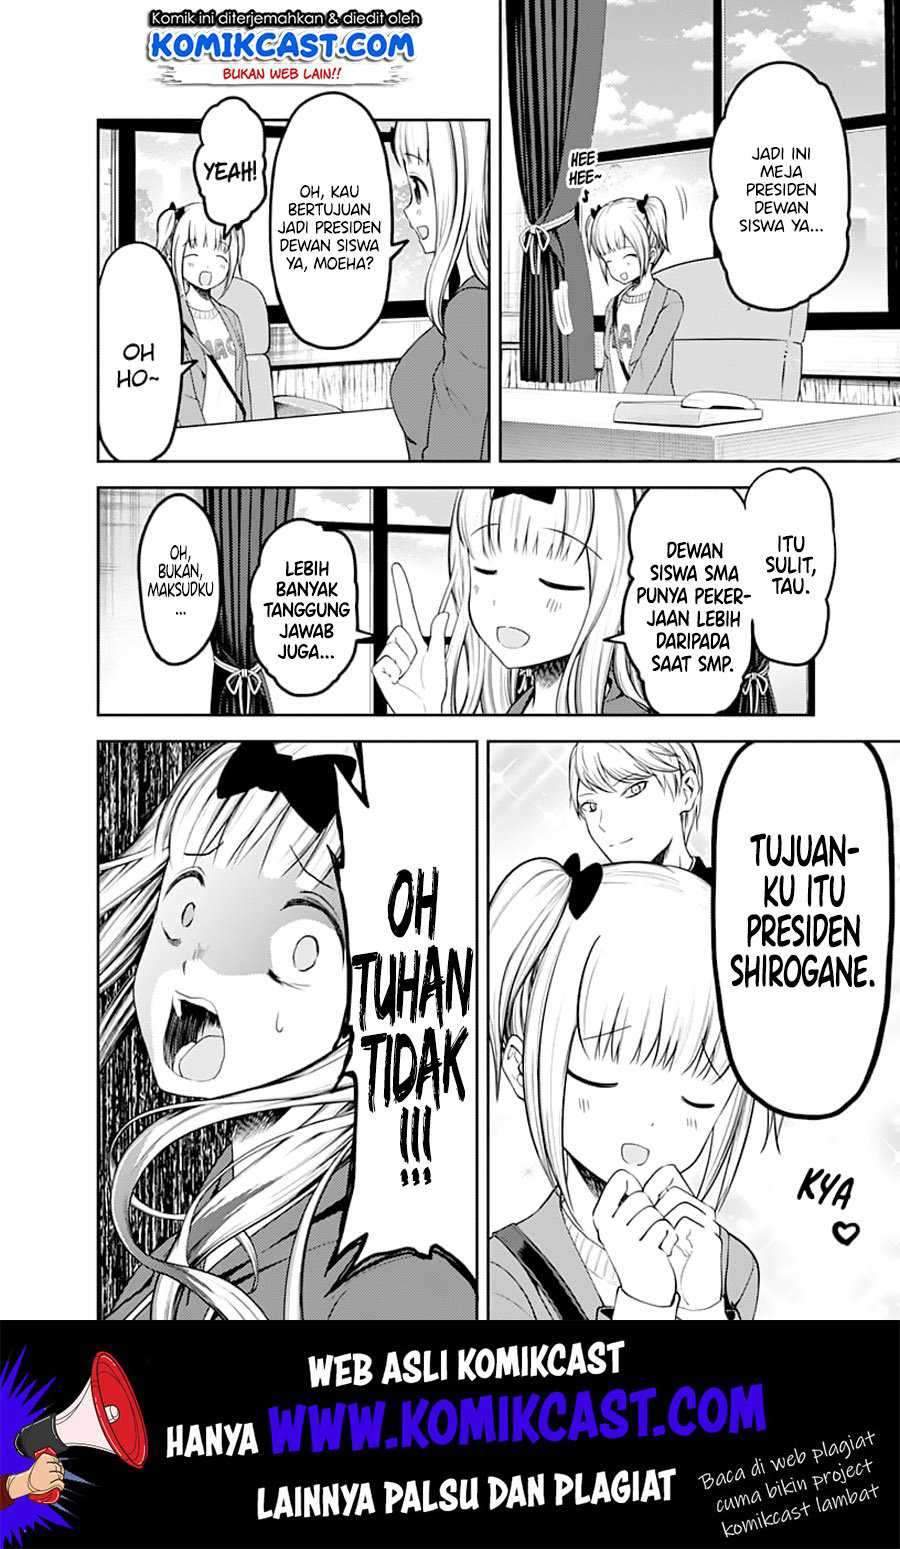 Komik ini diterjemahkan & diedit oleh
KOMIKCAST.COM
BUKAN WEB LAIN!!
JADI INI
MEJA
PRESIDEN
DEWAN
SISWA YA...
HEE
HEE~
OH, KAU
BERTUJUAN
JADI PRESIDEN
DEWAN SISWA
YA, MOEHA?
YEAH!
OH
HO~
ITU
SULIT,
TAU.
DEWAN
SISWA SMA
PUNYA PEKER-
JAAN LEBIH
DARIPADA
SAAT SMP.
LEBIH
BANYAK
TANGGUNG
JAWAB
JUGA...
OH,
BUKAN,
MAKSUDKU
...
TUJUAN-
KU ITU
PRESIDEN
SHIROGANE.
KYA
OH
TUHAN
TIDAK
!!!
WEB ASLI KOMIKCAST
HANYA WWW.KOMIKCAST.COM
LAINNYA PALSU DAN PLAGIAT
Baca di web plagiat
cuma bikin project
komikcast lambat